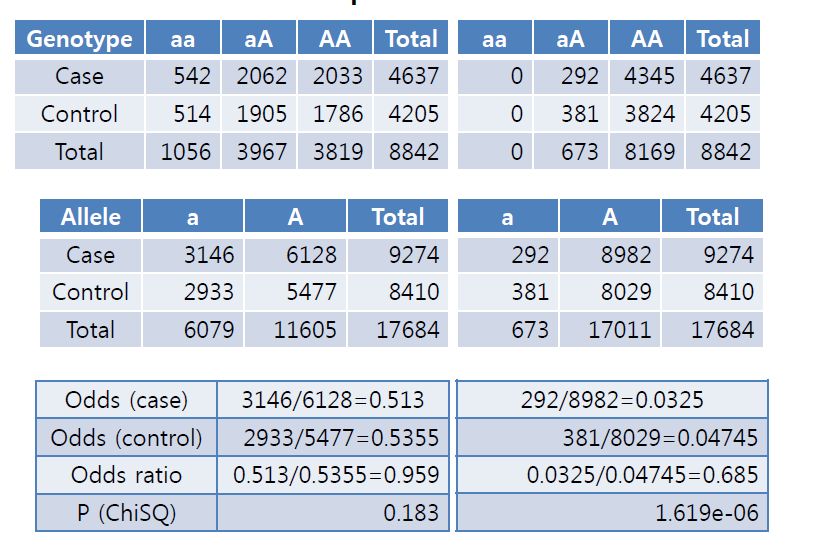 Genotype aa aA AA Total aa aA AA Total
Case 542 2062 2033 4637 0 292 4345 4637
Control 514 1905 1786 4205 0 381 3824 4205
Total 1056 3967 3819 8842 0 673 8169 8842
Allele a A Total a A Total
Case 3146 6128 9274 292 8982 9274
Control 2933 5477 8410 381 8029 8410
Total 6079 11605 17684 673 17011 17684
Odds (case) 3146/6128=0.513 292/8982=0.0325
Odds (control) 2933/5477=0.5355 381/8029=0.04745
Odds ratio 0.513/0.5355=0.959 0.0325/0.04745=0.685
P (ChiSQ) 0.183 1.619e-06